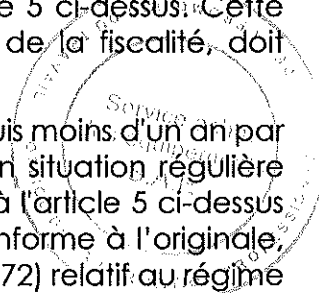 e 5 ci-dessus. Cette
de la fiscalité, doit
Service
uis moins d'un an par
n situation régulière
à l'article 5 ci-dessus
nforme à l'originale,
72) relatif au régime